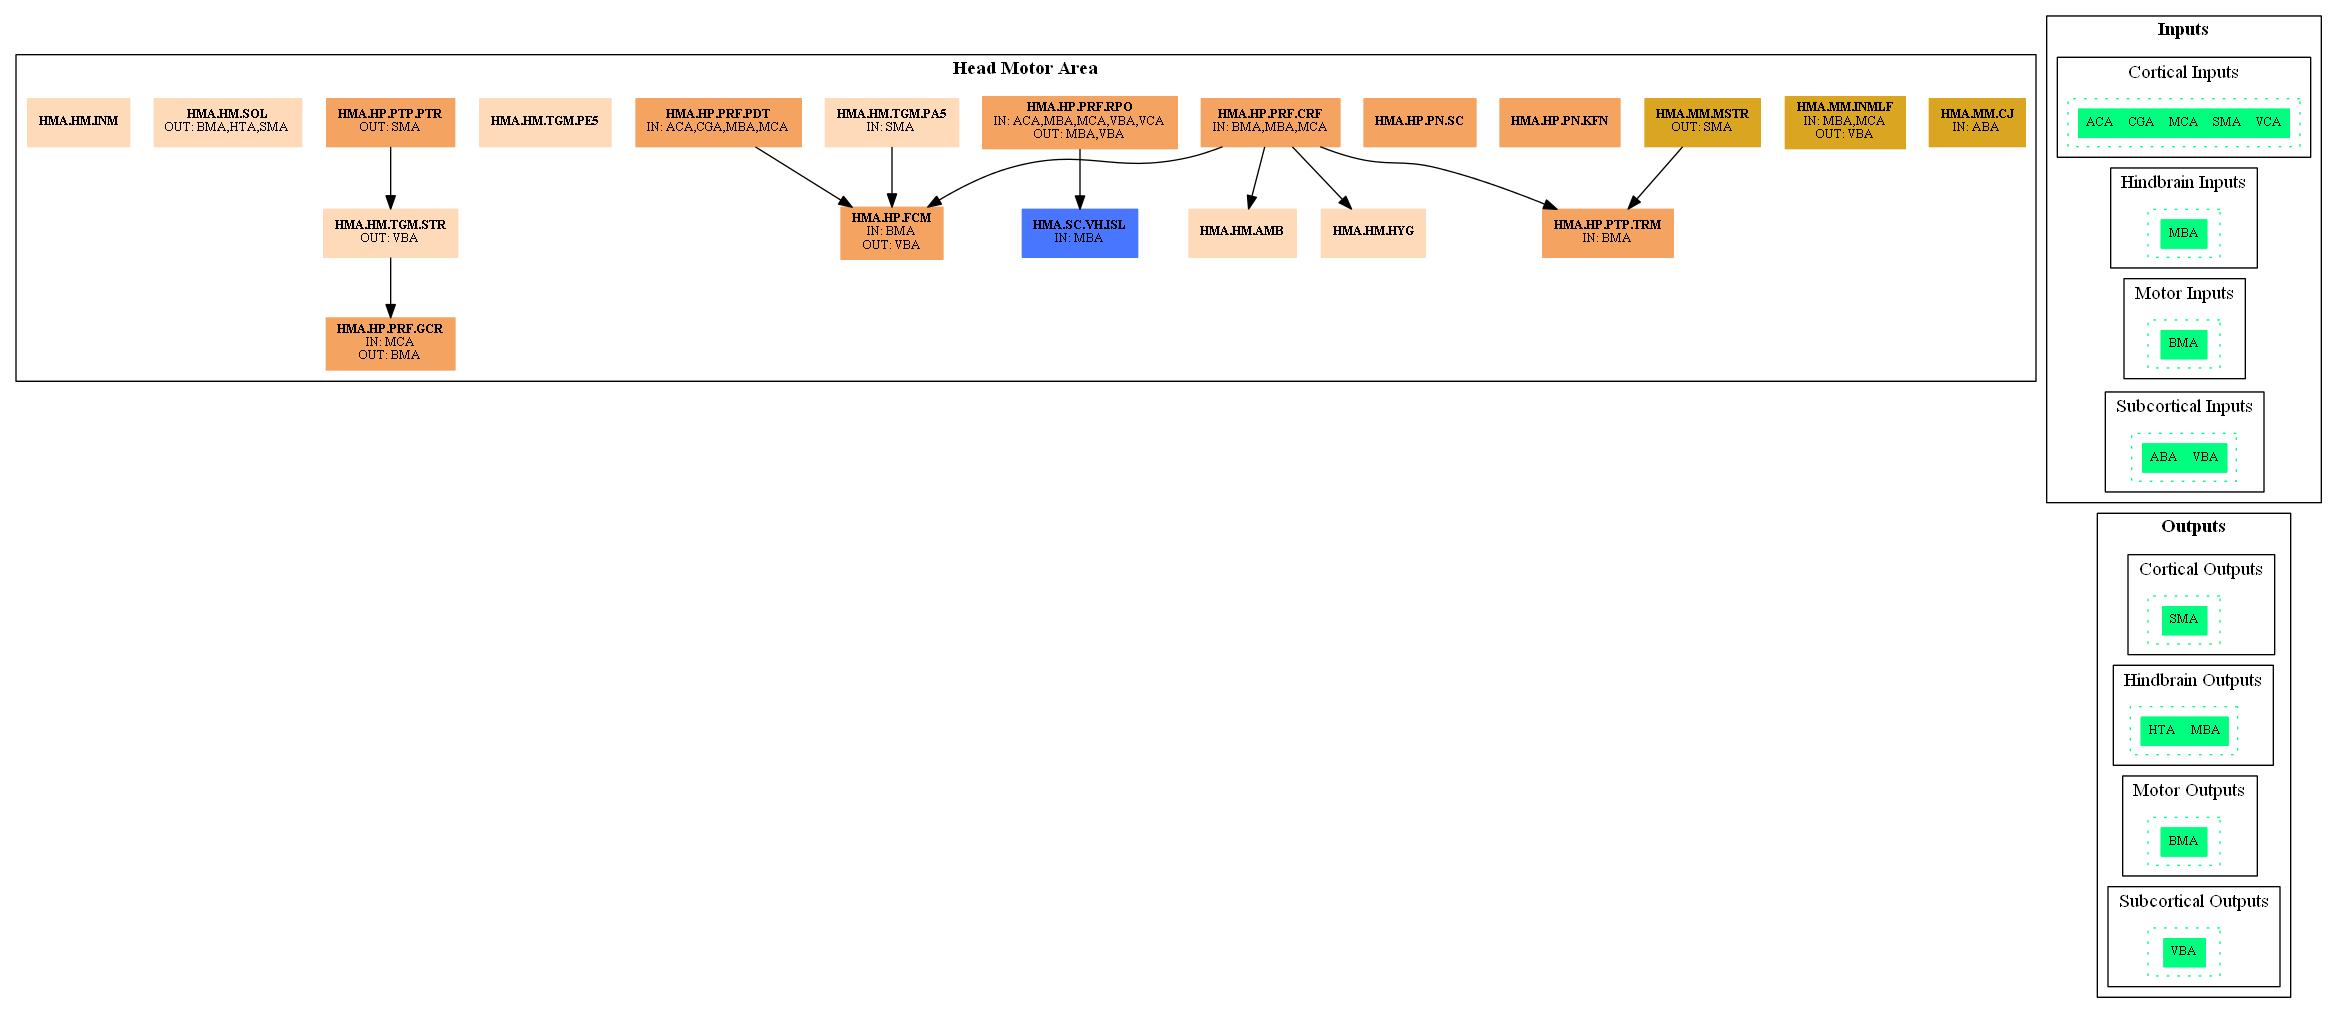 Head Motor Area
HMA.HM.INM
HMA.HM.SOL
OUT: BMA,HTA,SMA
HMA.HP.PTP.PTR
OUT: SMA
HMA.HM.TGM.PE5
HMA.HP.PRF.PDT
IN: ACA,CGA,MBA,MCA
HMA.HM.TGM.PA5
IN: SMA
HMA.HP.PRF.RPO
IN: ACA,MBA,MCA,VBA,VCA
OUT: MBA,VBA
HMA.HP.PRF.CRF
IN: BMA,MBA,MCA
HMA.HP.PN.SC
HMA.HP.PN.KFN
HMA.MM.MSTR
OUT: SMA
HMA.MM.INMLF
IN: MBA,MCA
OUT: VBA
HMA.MM.CJ
IN: ABA
HMA.HM.TGM.STR
OUT: VBA
HMA.HP.FCM
IN: BMA
OUT: VBA
HMA.SC.VH.ISL
IN: MBA
HMA.HM.AMB
HMA.HM.HYG
HMA.HP.PTP.TRM
IN: BMA
HMA.HP.PRF.GCR
IN: MCA
OUT: BMA
Inputs
Cortical Inputs
ACA CGA MCA SMA VCA
Hindbrain Inputs
MBA
Motor Inputs
BMA
Subcortical Inputs
ABA VBA
Outputs
Cortical Outputs
SMA
Hindbrain Outputs
HTA MBA
Motor Outputs
BMA
Subcortical Outputs
VBA